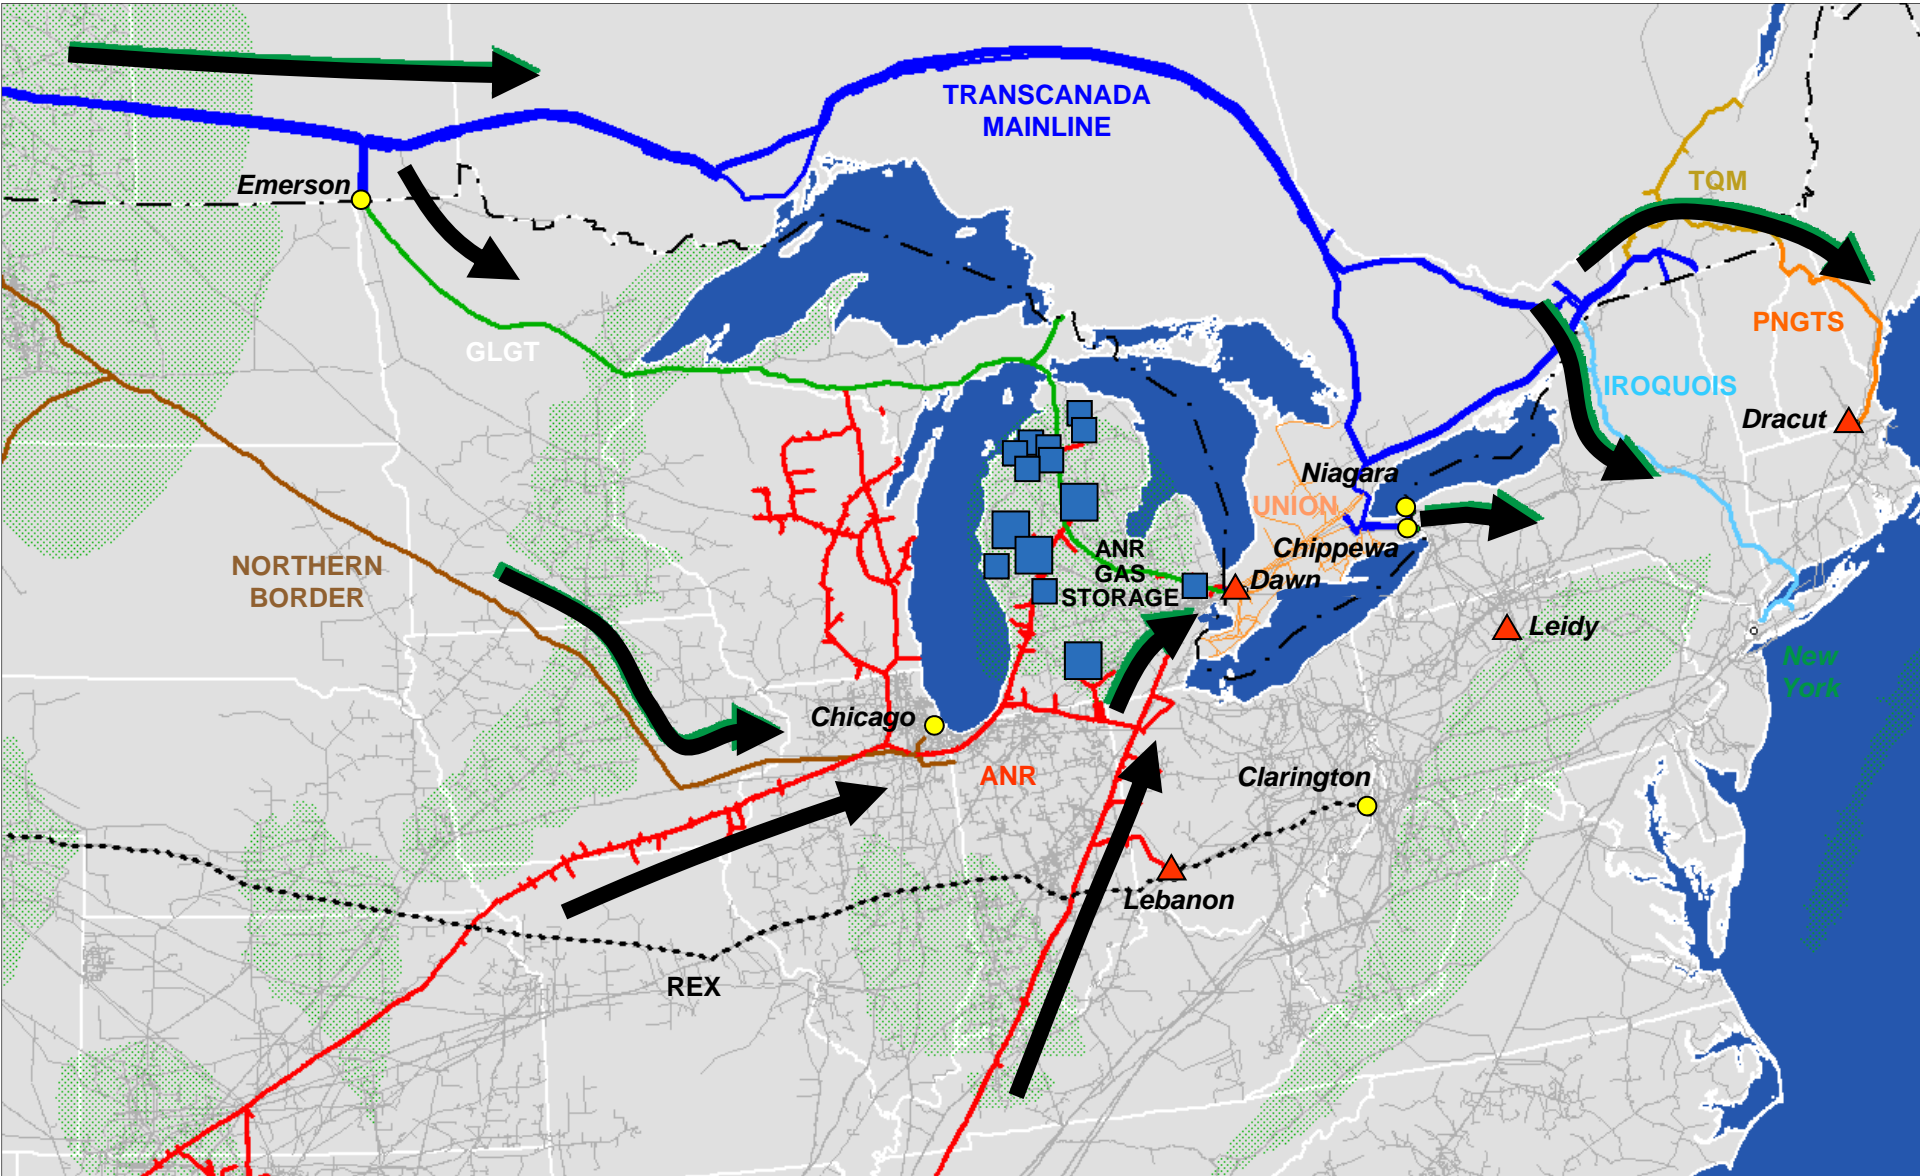 TRANSCANADA
MAINLINE
Emerson
TQM
PNGTS
GLGT
IROQUOIS
Dracut
Niagara
UNION
Chippewa
NORTHERN
BORDER
ANR
GAS
STORAGE
Dawn
Leidy
New
York
Chicago
ANR
Clarington
Lebanon
REX